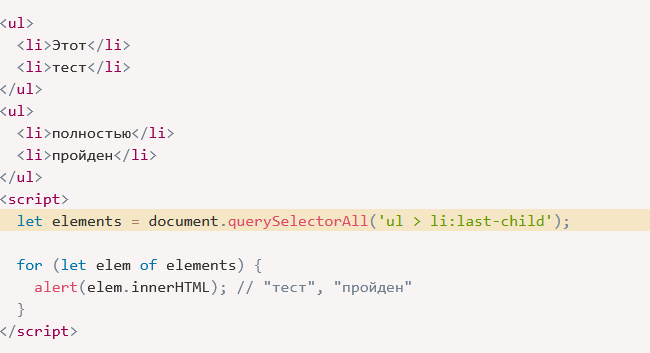 <ul>
  <li>Этот</li>
  <li>тест</li>
</ul>
<ul>
  <li>полностью</li>
  <li>пройден</li>
</ul>
<script>
  let elements = document.querySelectorAll('ul > li:last-child');
  for (let elem of elements) {
    alert(elem.innerHTML); // "тест", "пройден"
  }
</script>